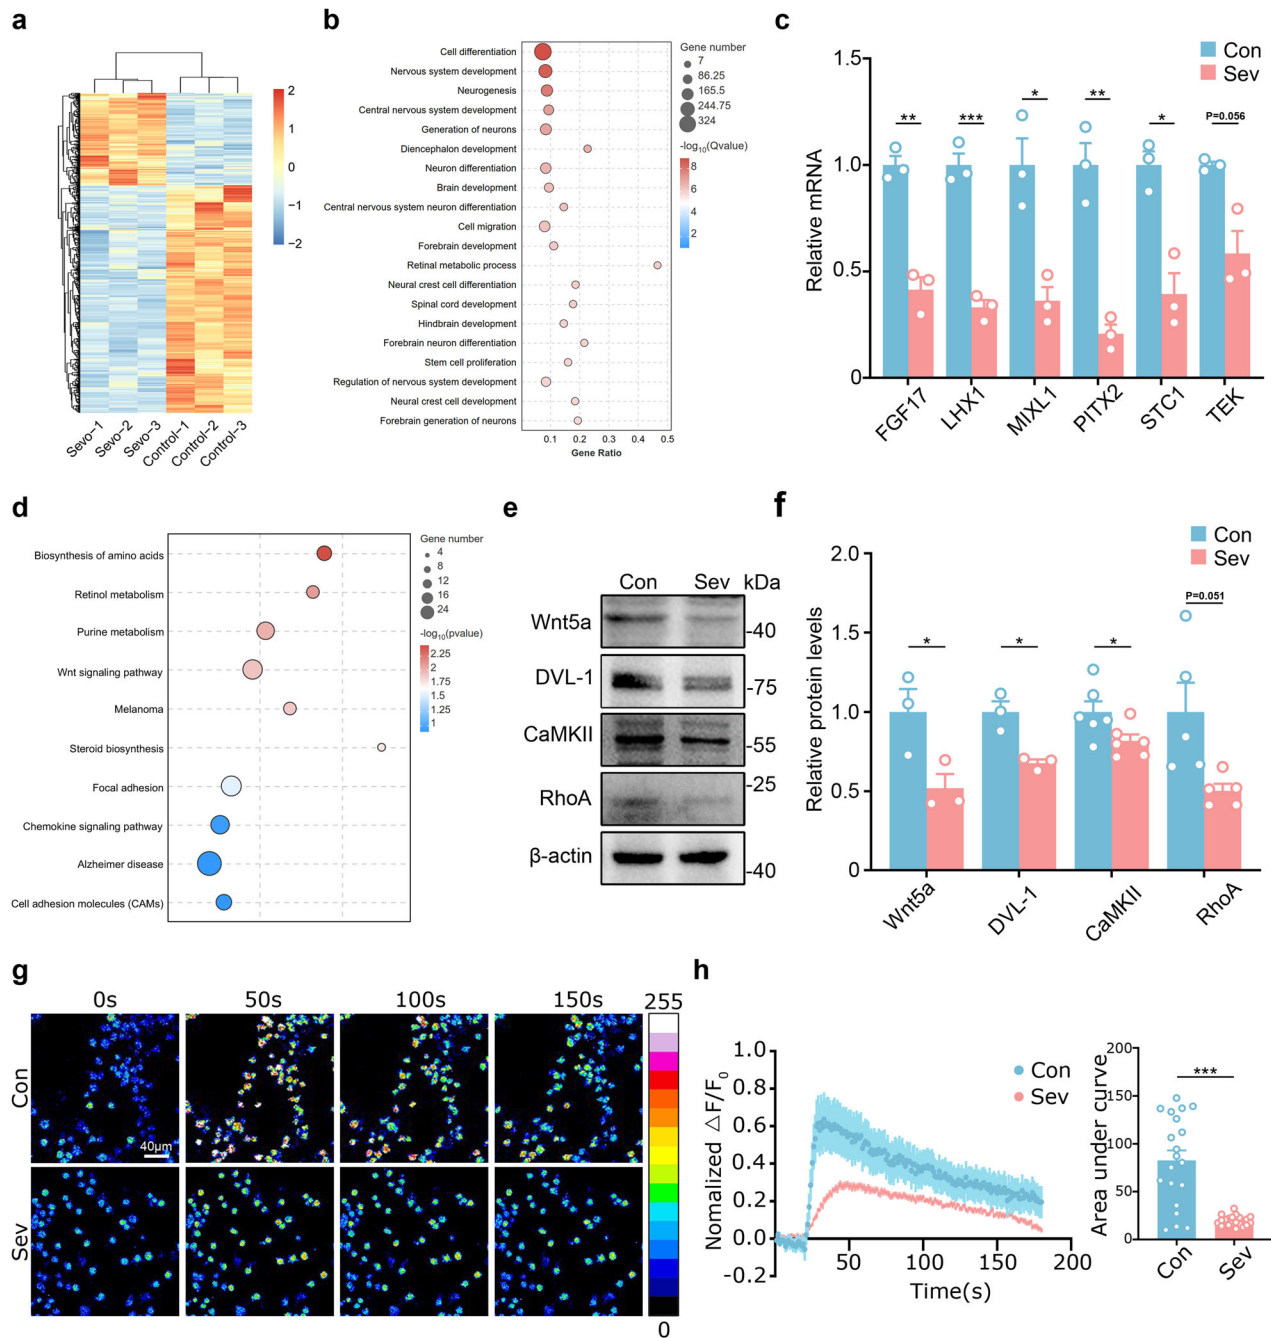 a
2
1
0
−1
−2
Sevo−1
Sevo−2
Sevo−3
Control−1
Control−2
Control−3
b
Cell differentiation
Nervous system development
Neurogenesis
Central nervous system development
Generation of neurons
Diencephalon development
Neuron differentiation
Brain development
Central nervous system neuron differentiation
Cell migration
Forebrain development
Retinal metabolic process
Neural crest cell differentiation
Spinal cord development
Hindbrain development
Forebrain neuron differentiation
Stem cell proliferation
Regulation of nervous system development
Neural crest cell development
Forebrain generation of neurons
0.1 0.2 0.3 0.4 0.5
Gene Ratio
Gene number
7
86.25
165.5
244.75
324
-log10(Qvalue)
8
6
4
2
c
Con
Sev
Relative mRNA
1.5
1.0
0.5
0
** *** * ** * P=0.056
FGF17
LHX1
MIXL1
PITX2
STC1
TEK
d
Biosynthesis of amino acids
Retinol metabolism
Purine metabolism
Wnt signaling pathway
Melanoma
Steroid biosynthesis
Focal adhesion
Chemokine signaling pathway
Alzheimer disease
Cell adhesion molecules (CAMs)
Gene number
4
8
12
16
24
-log10(pvalue)
2.25
2
1.75
1.5
1.25
1
e
Con Sev kDa
Wnt5a
-40
DVL-1
-75
CaMKII
-55
-25
RhoA
β-actin
-40
f
Con
Sev
Relative protein levels
2.0
1.5
1.0
0.5
0
* * * P=0.051
Wnt5a
DVL-1
CaMKII
RhoA
g
0s 50s 100s 150s 255
Con
40μm
Sev
0
h
Nomalized △F/F0
1.0
0.8
0.6
0.4
0.2
0.0
-0.2
50 100 150 200
Time(s)
Con
Sev
Area under curve
200
150
100
50
0
***
Con
Sev